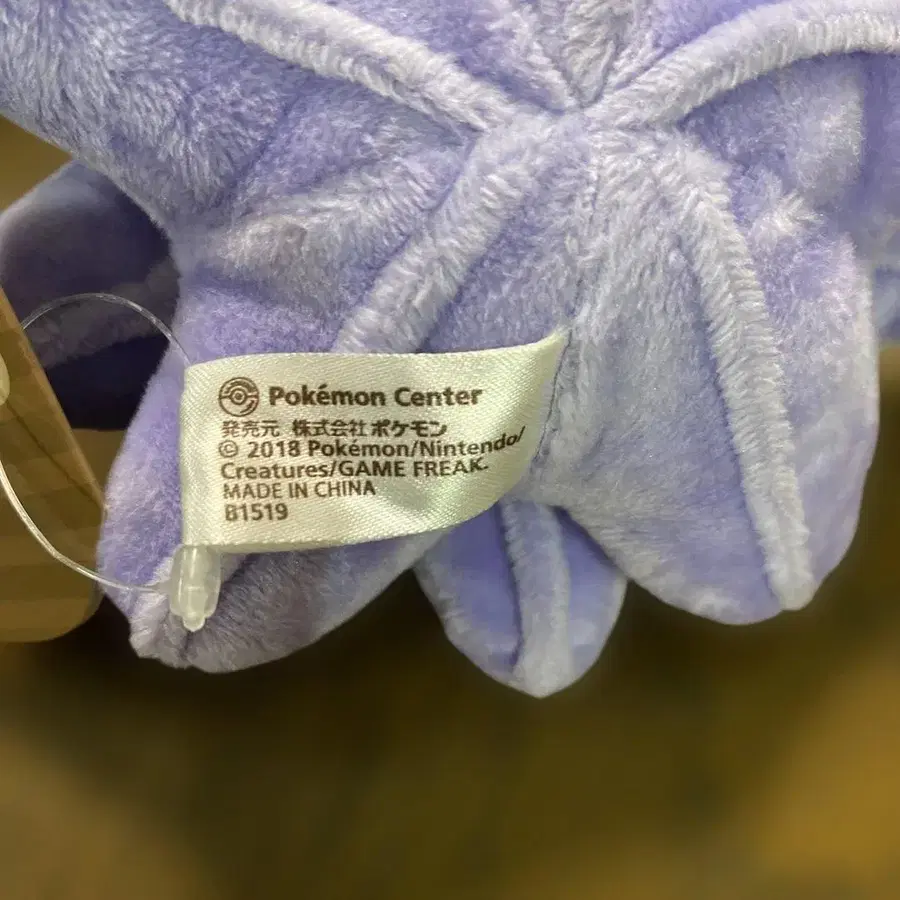 Pokémon Center
発売元 株式会社ポケモン
© 2018 Pokémon/Nintendo/
Creatures/GAME FREAK.
MADE IN CHINA
B1519